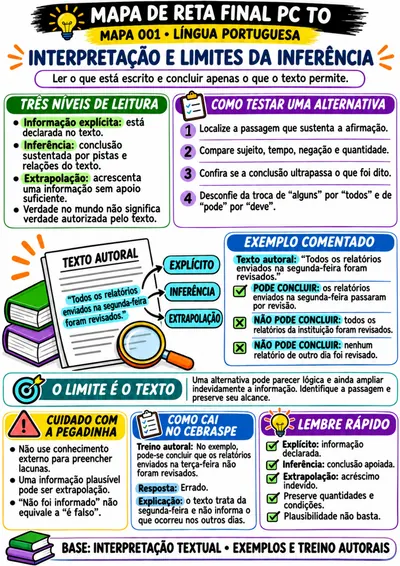 MAPA DE RETA FINAL PC TO
MAPA 001 • LÍNGUA PORTUGUESA
INTERPRETAÇÃO E LIMITES DA INFERÊNCIA
Ler o que está escrito e concluir apenas o que o texto permite.
TRÊS NÍVEIS DE LEITURA
• Informação explícita: está
declarada no texto.
• Inferência: conclusão
sustentada por pistas e
relações do texto.
• Extrapolação: acrescenta
uma informação sem apoio
suficiente.
• Verdade no mundo não significa
verdade autorizada pelo texto.
COMO TESTAR UMA ALTERNATIVA
1 Localize a passagem que sustenta a afirmação.
2 Compare sujeito, tempo, negação e quantidade.
3 Confira se a conclusão ultrapassa o que foi dito.
4 Desconfie da troca de "alguns" por "todos" e de
"pode" por "deve".
TEXTO AUTORAL
"Todos os relatórios
enviados na segunda-feira
foram revisados."
EXPLÍCITO
INFERÊNCIA
EXTRAPOLAÇÃO
EXEMPLO COMENTADO
Texto autoral: "Todos os relatórios
enviados na segunda-feira foram
revisados."
PODE CONCLUIR: os relatórios
enviados na segunda-feira passaram
por revisão.
NÃO PODE CONCLUIR: todos os
relatórios da instituição foram revisados.
NÃO PODE CONCLUIR: nenhum
relatório de outro dia foi revisado.
O LIMITE É O TEXTO
Uma alternativa pode parecer lógica e ainda ampliar
indevidamente a informação. Identifique a passagem e
preserve seu alcance.
CUIDADO COM
A PEGADINHA
• Não use conhecimento
externo para preencher
lacunas.
• Uma informação plausível
pode ser extrapolação.
• "Não foi informado" não
equivale a "é falso".
COMO CAI
NO CEBRASPE
Treino autoral: No exemplo,
pode-se concluir que os
relatórios enviados na
terça-feira não
foram revisados.
Resposta: Errado.
Explicação: o texto trata da
segunda-feira e não informa o
que ocorreu nos outros dias.
LEMBRE RÁPIDO
Explícito: informação
declarada.
Inferência: conclusão apoiada.
Extrapolação: acréscimo
indevido.
Preserve quantidades e
condições.
Plausibilidade não basta.
BASE: INTERPRETAÇÃO TEXTUAL • EXEMPLOS E TREINO AUTORAIS